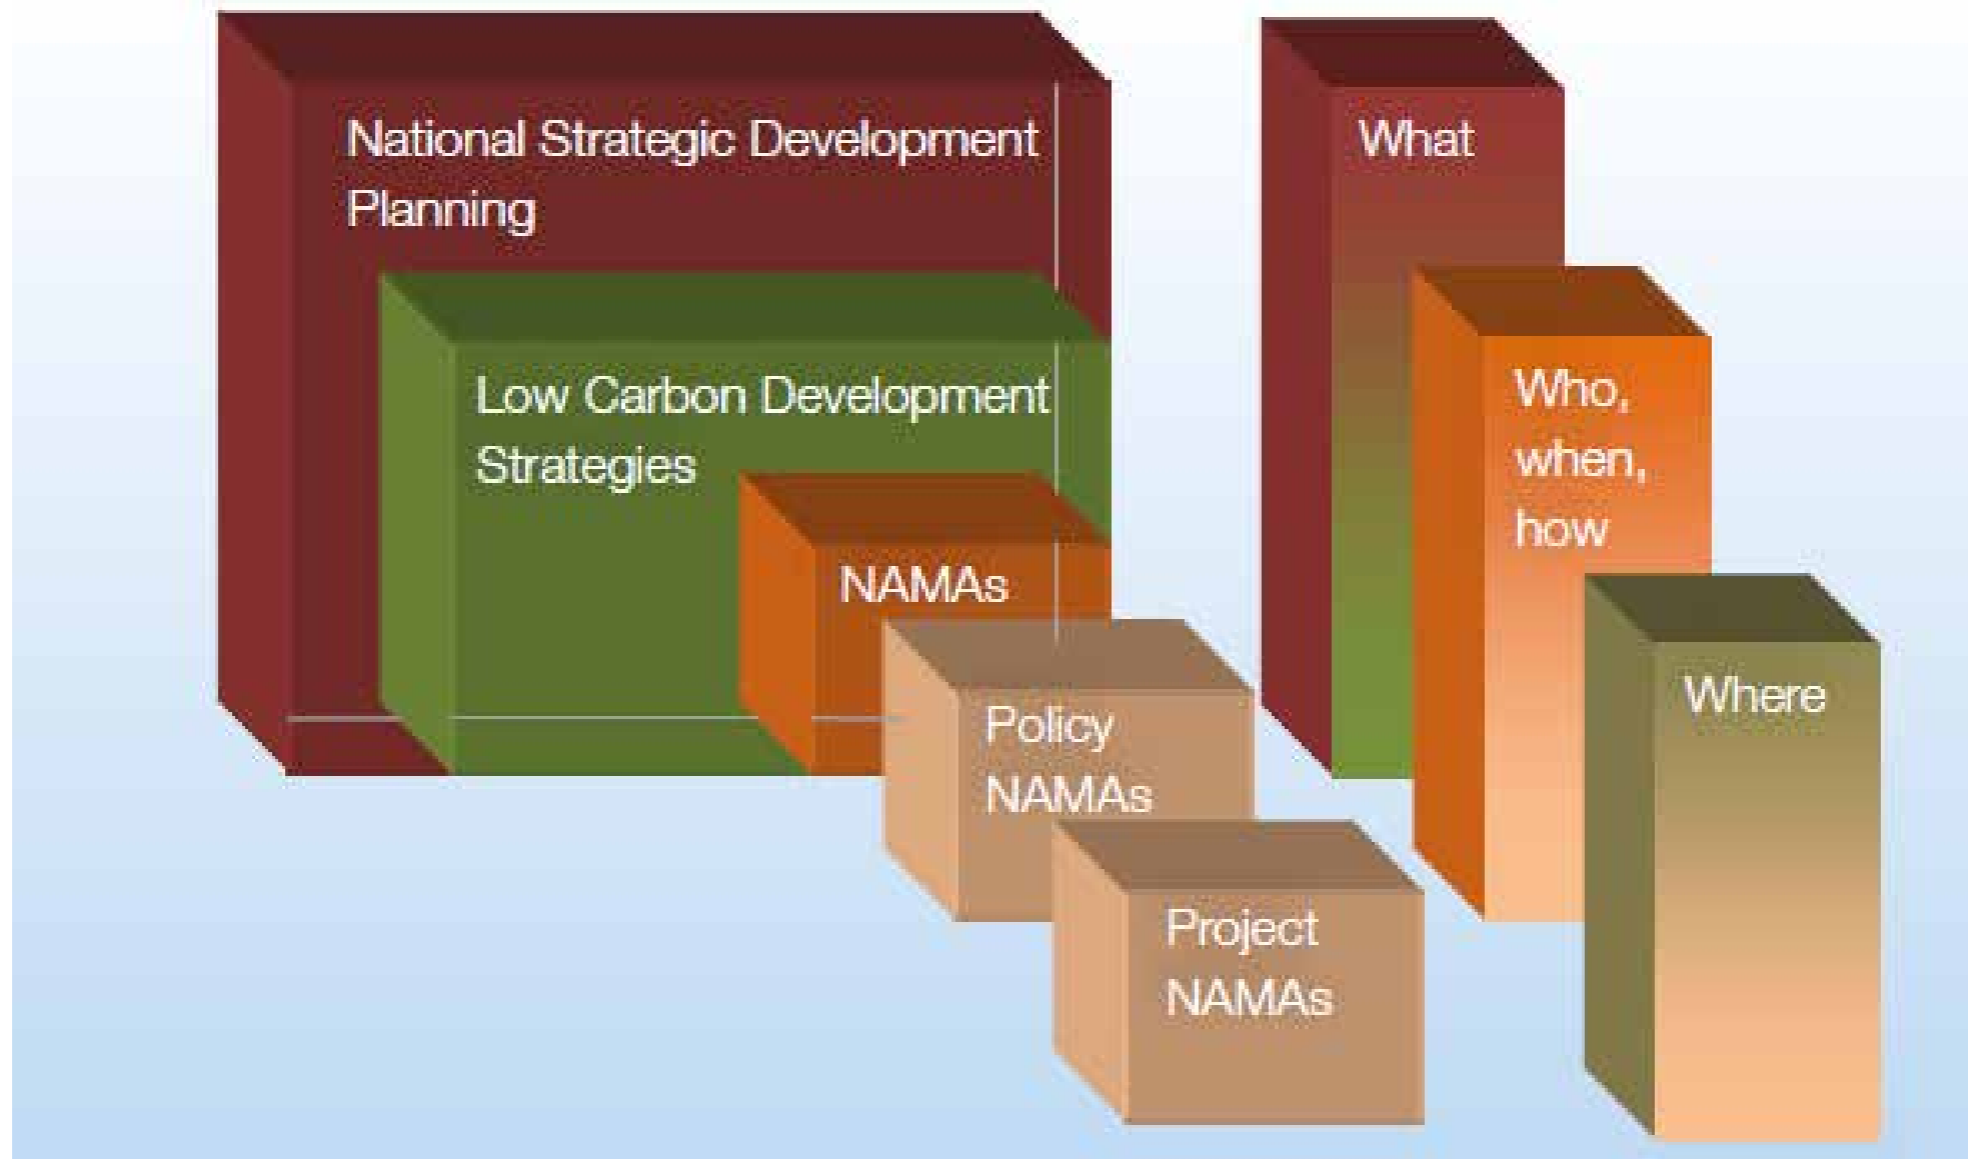 National Strategic Development
Planning
Low Carbon Development
Strategies
NAMAs
Policy
NAMAs
Project
NAMAs
What
Who,
when,
how
Where